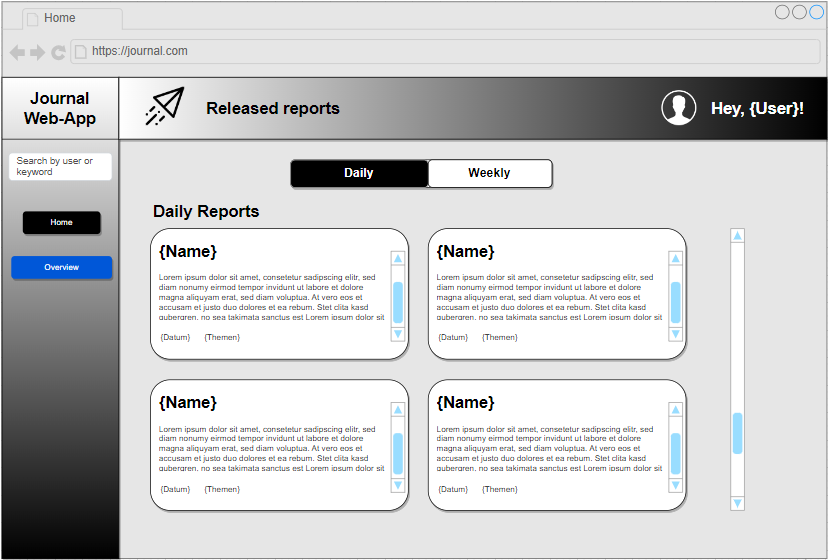 Home
https://journal.com
Journal
Web-App
Released reports
Hey, {User}!
Search by user or
keyword
Home
Overview
Daily
Weekly
Daily Reports
{Name}
Lorem ipsum dolor sit amet, consetetur sadipscing elitr, sed
diam nonumy eirmod tempor invidunt ut labore et dolore
magna aliquyam erat, sed diam voluptua. At vero eos et
accusam et justo duo dolores et ea rebum. Stet clita kasd
gubergren, no sea takimata sanctus est Lorem ipsum dolor sit
{Datum}
{Themen}
{Name}
Lorem ipsum dolor sit amet, consetetur sadipscing elitr, sed
diam nonumy eirmod tempor invidunt ut labore et dolore
magna aliquyam erat, sed diam voluptua. At vero eos et
accusam et justo duo dolores et ea rebum. Stet clita kasd
gubergren, no sea takimata sanctus est Lorem ipsum dolor sit
{Datum}
{Themen}
{Name}
Lorem ipsum dolor sit amet, consetetur sadipscing elitr, sed
diam nonumy eirmod tempor invidunt ut labore et dolore
magna aliquyam erat, sed diam voluptua. At vero eos et
accusam et justo duo dolores et ea rebum. Stet clita kasd
gubergren, no sea takimata sanctus est Lorem ipsum dolor sit
{Datum}
{Themen}
{Name}
Lorem ipsum dolor sit amet, consetetur sadipscing elitr, sed
diam nonumy eirmod tempor invidunt ut labore et dolore
magna aliquyam erat, sed diam voluptua. At vero eos et
accusam et justo duo dolores et ea rebum. Stet clita kasd
gubergren, no sea takimata sanctus est Lorem ipsum dolor sit
{Datum}
{Themen}